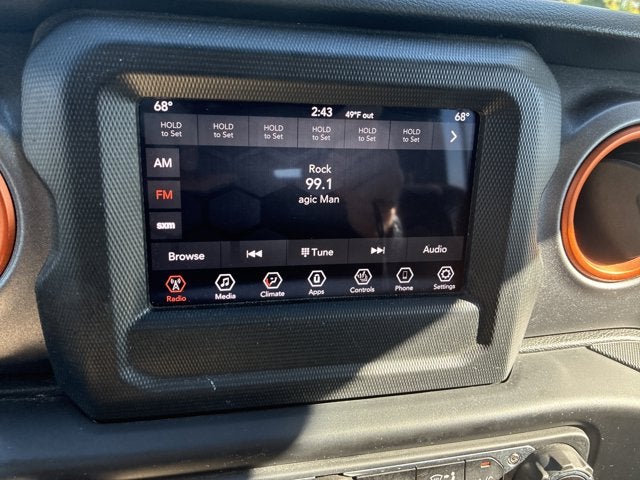 68° 2:43 49°F out 68°
HOLD HOLD HOLD HOLD HOLD HOLD
to Set to Set to Set to Set to Set to Set
AM
Rock
FM 99.1
agic Man
sxm
Browse Tune Audio
Radio Media Climate Apps Controls Phone Settings